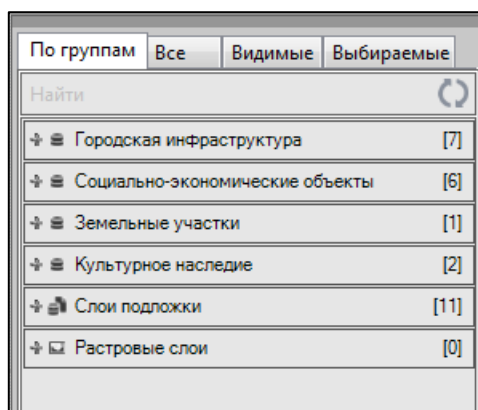 По группам Все Видимые Выбираемые
Найти
Городская инфраструктура [7]
Социально-экономические объекты [6]
Земельные участки [1]
Культурное наследие [2]
Слои подложки [11]
Растровые слои [0]